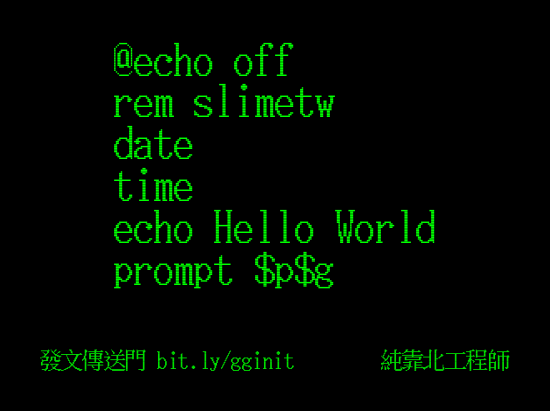 @echo off
rem slimetw
date
time
echo Hello World
prompt $p$g
發文傳送門 bit.ly/gginit 純靠北工程師